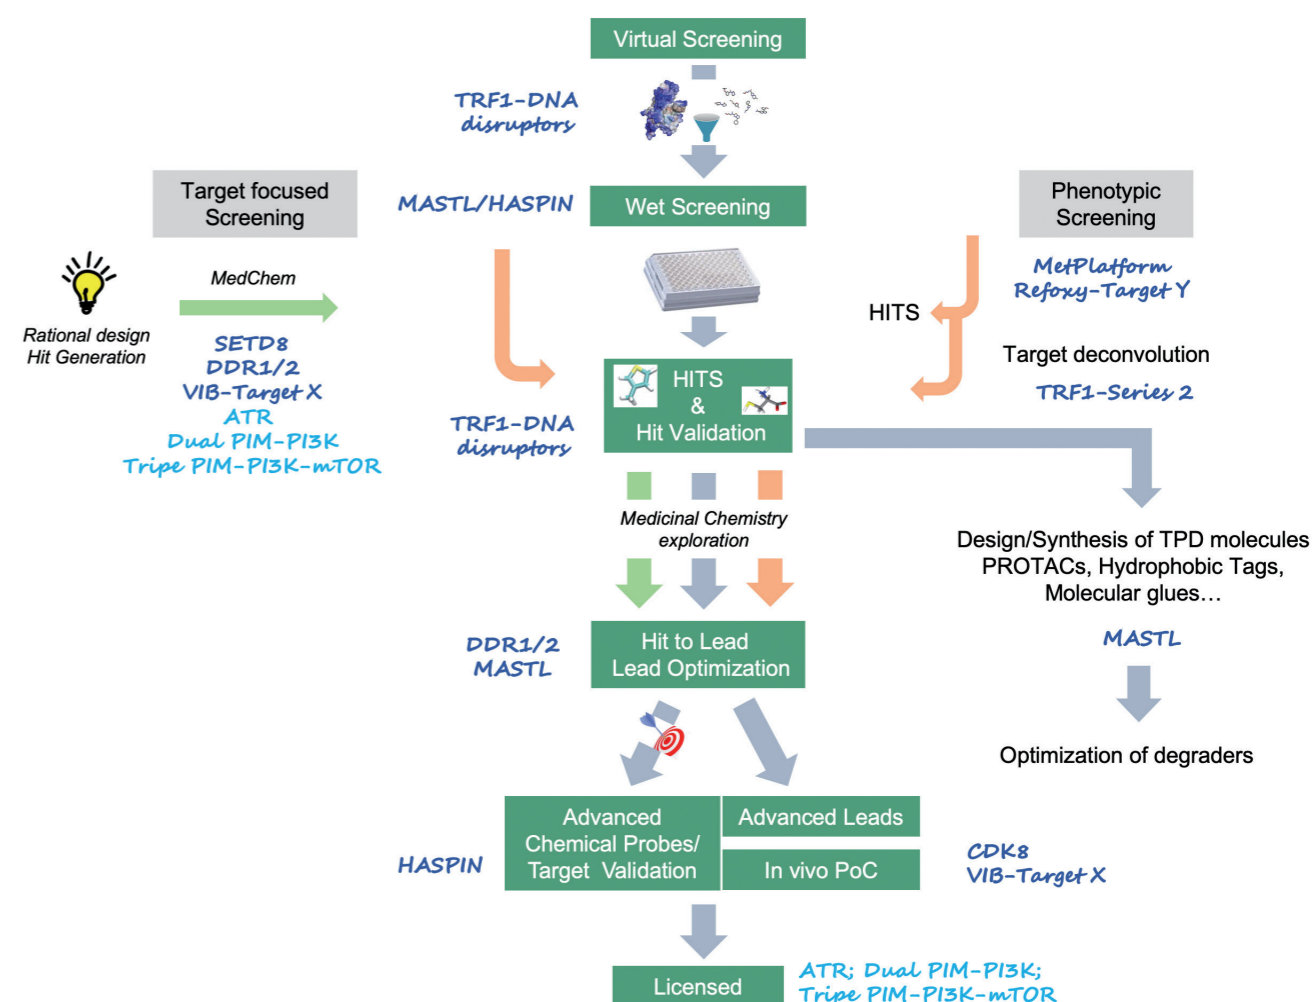 Virtual Screening
TRF1-DNA
disruptors
Target focused
Screening
MASTL/HASPIN
Wet Screening
Phenotypic
Screening
MedChem
Rational design
Hit Generation
SETD8
DDR1/2
VIB-Target X
ATR
Dual PIM-PI3K
Tripe PIM-PI3K-mTOR
MetPlatform
Refoxy-Target Y
HITS
Target deconvolution
TRF1-Series 2
HITS
&
Hit Validation
TRF1-DNA
disruptors
Medicinal Chemistry
exploration
Design/Synthesis of TPD molecules
PROTACs, Hydrophobic Tags,
Molecular glues…
MASTL
Optimization of degraders
DDR1/2
MASTL
Hit to Lead
Lead Optimization
HASPIN
Advanced
Chemical Probes/
Target Validation
Advanced Leads
In vivo PoC
CDK8
VIB-Target X
Licensed
ATR; Dual PIM-PI3K;
Tripe PIM-PI3K-mTOR